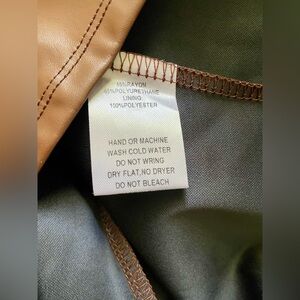 %RAYON
%POLYURETHANE
LINING
100%POLYESTER
HAND OR MACHINE
WASH COLD WATER
DO NOT WRING
DRY FLAT,NO DRYER
DO NOT BLEACH